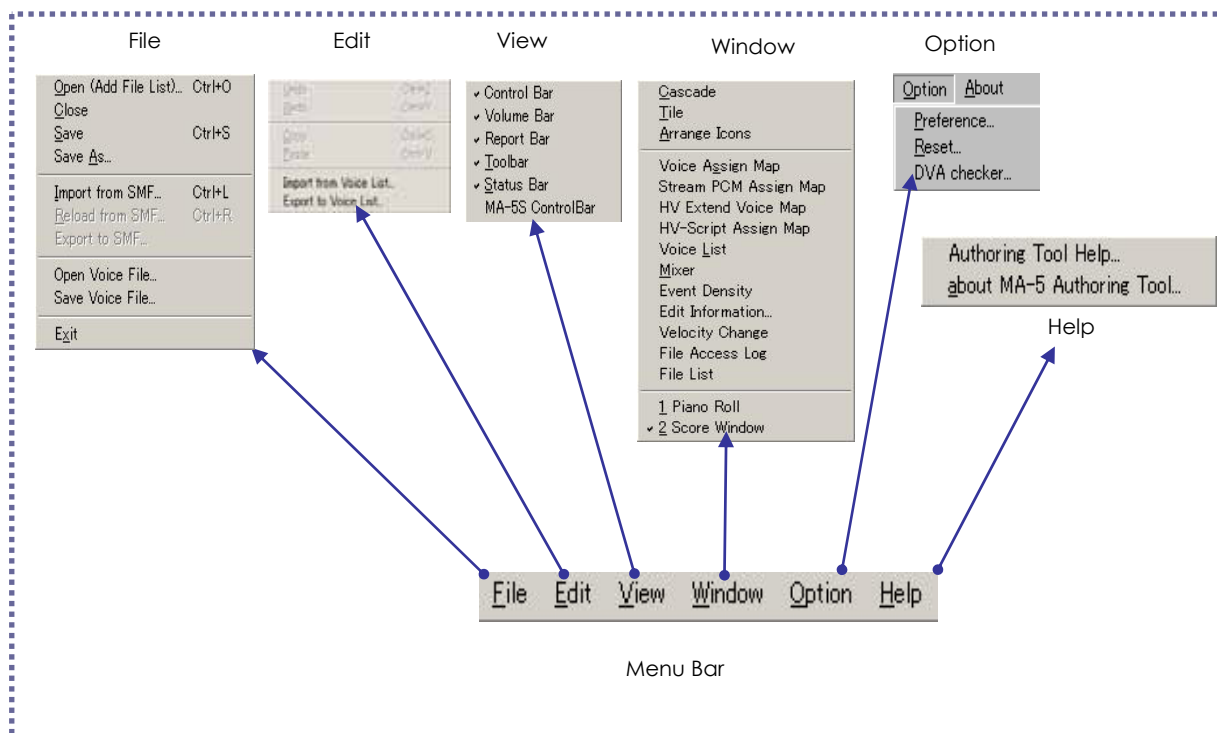 File
Edit
View
Window
Option
Open (Add File List)... Ctrl+O
Close
Save Ctrl+S
Save As...
Import from SMF... Ctrl+L
Reload from SMF... Ctrl+R
Export to SMF...
Open Voice File...
Save Voice File...
Exit
Import from Voice List...
Export to Voice List...
✓ Control Bar
✓ Volume Bar
✓ Report Bar
✓ Toolbar
✓ Status Bar
MA-5S ControlBar
Cascade
Tile
Arrange Icons
Voice Assign Map
Stream PCM Assign Map
HV Extend Voice Map
HV-Script Assign Map
Voice List
Mixer
Event Density
Edit Information...
Velocity Change
File Access Log
File List
1 Piano Roll
✓ 2 Score Window
Option About
Preference...
Reset...
DVA checker...
Authoring Tool Help...
about MA-5 Authoring Tool...
Help
File Edit View Window Option Help
Menu Bar